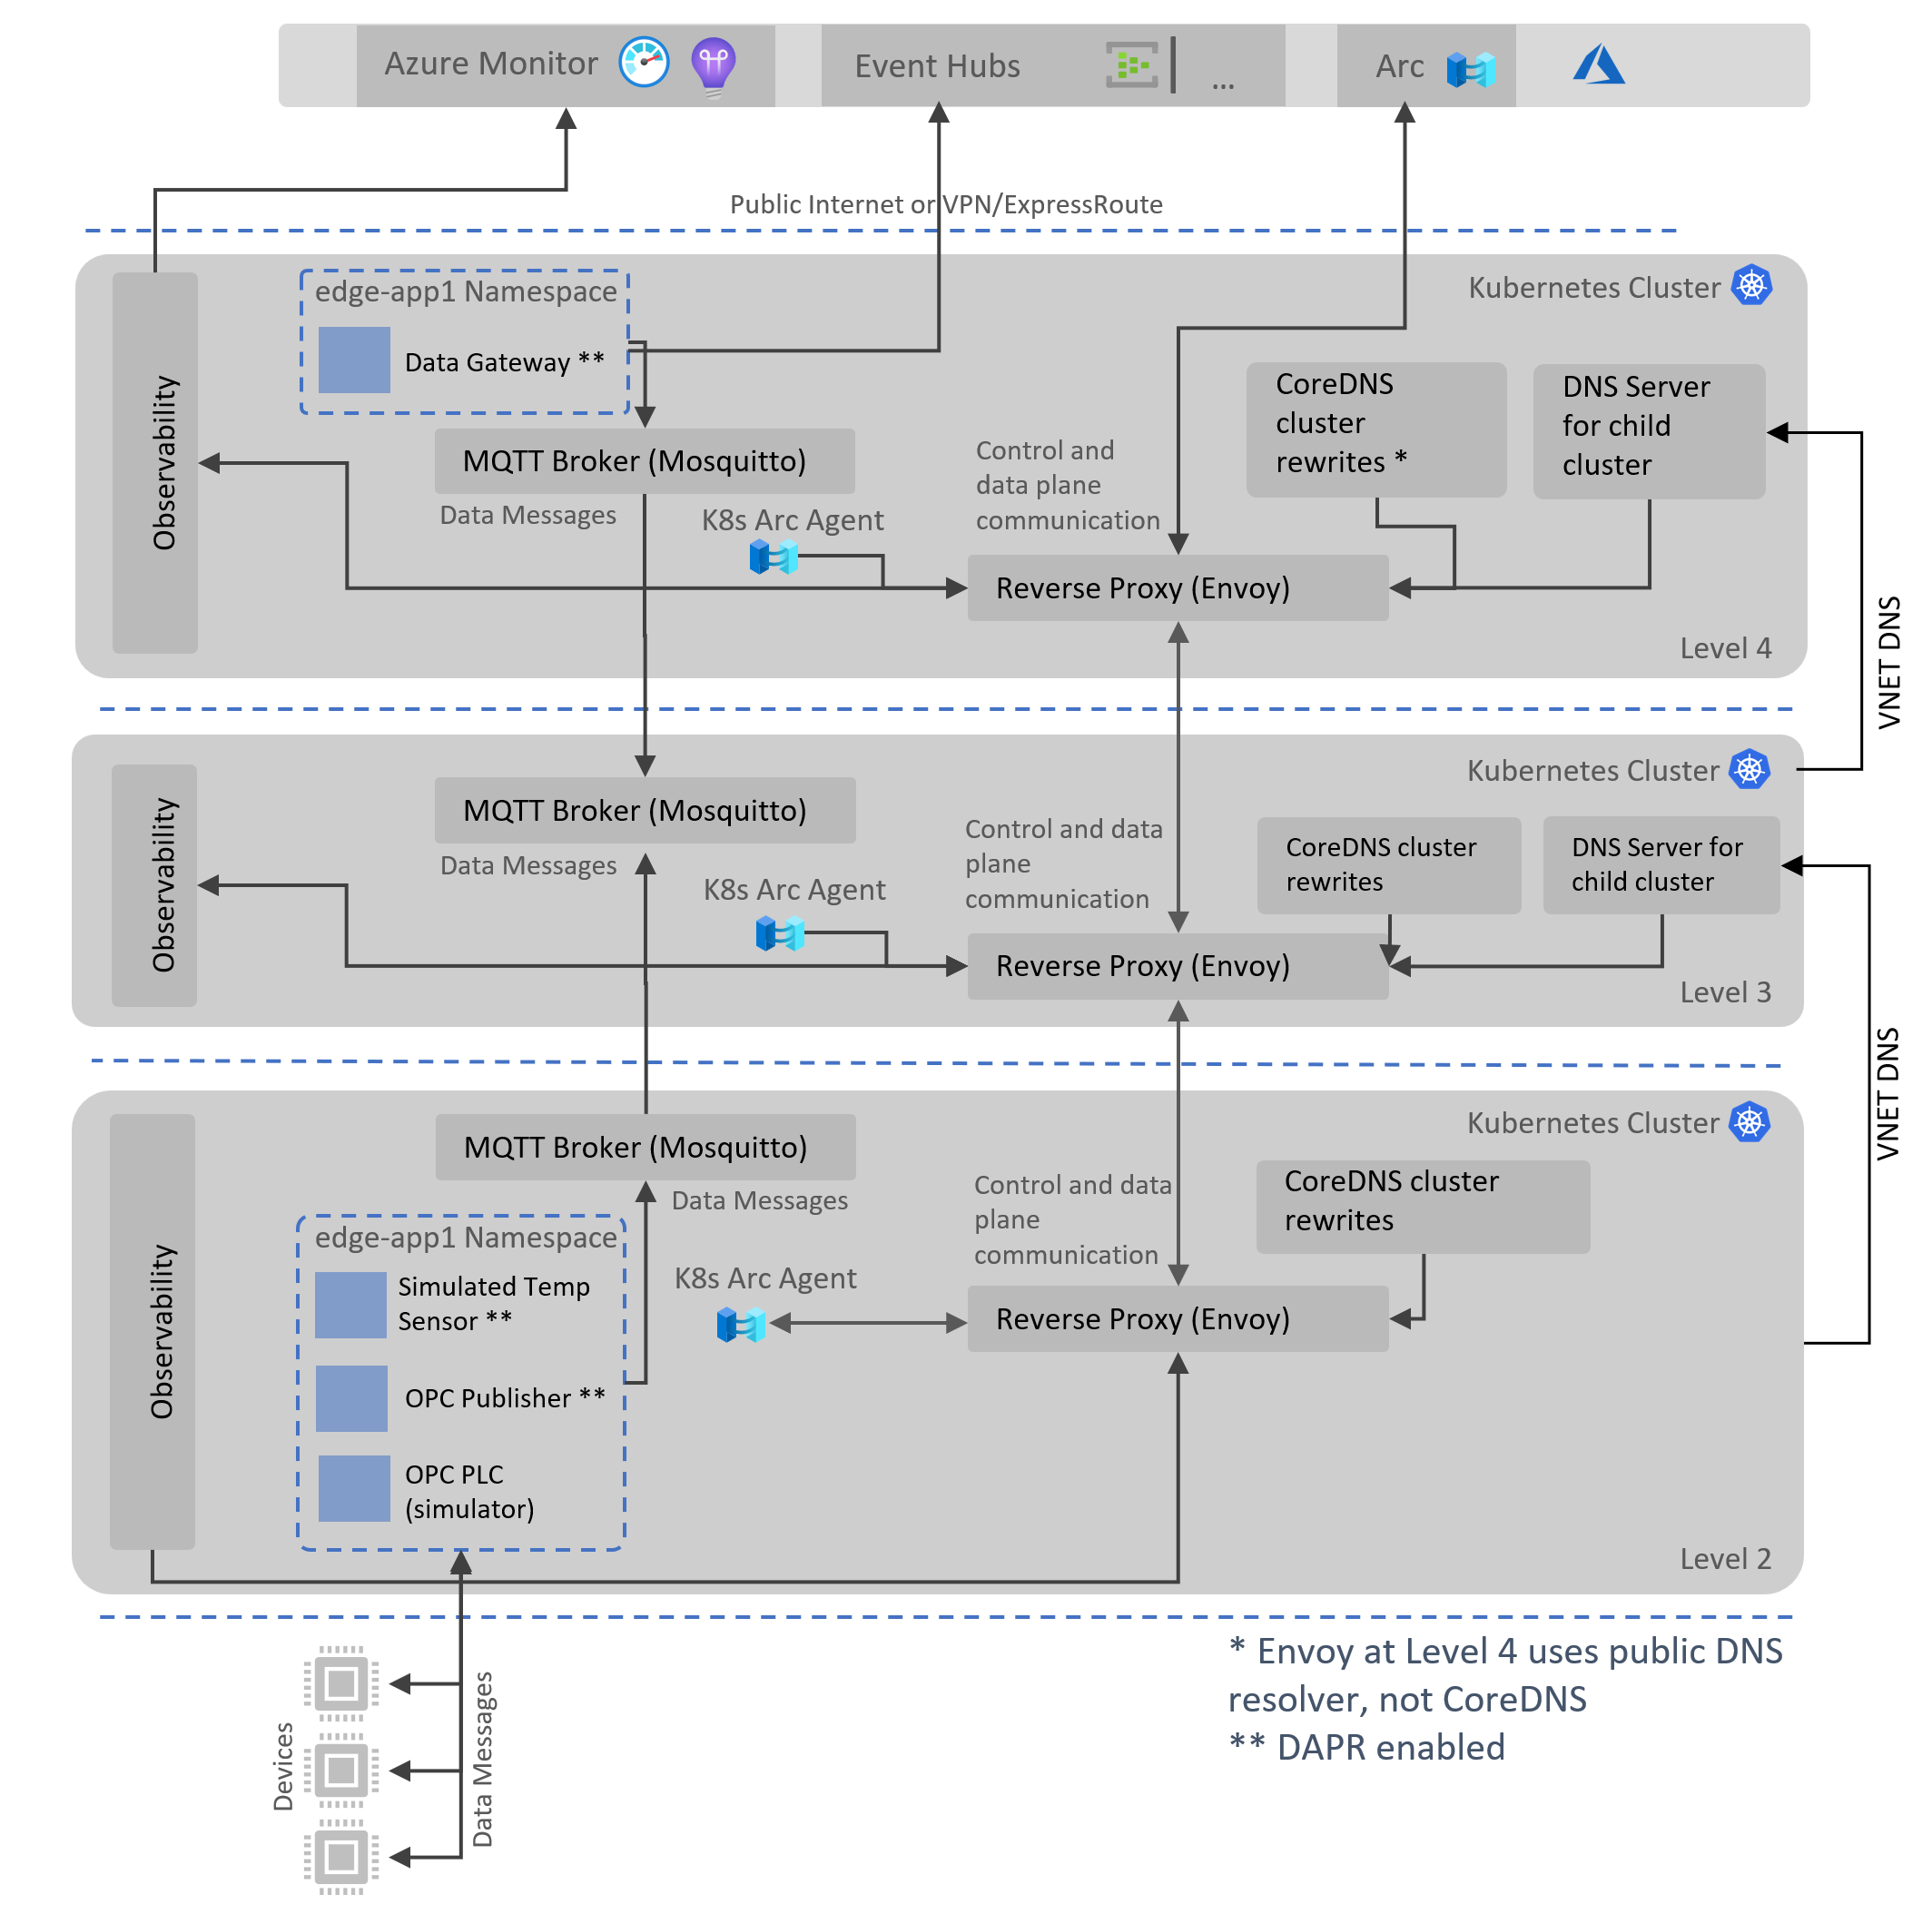 Azure Monitor
Event Hubs
...
Arc
Public Internet or VPN/ExpressRoute
edge-app1 Namespace
Data Gateway **
Kubernetes Cluster
Observability
MQTT Broker (Mosquitto)
Data Messages
K8s Arc Agent
Control and
data plane
communication
CoreDNS
cluster
rewrites *
DNS Server
for child
cluster
Reverse Proxy (Envoy)
Level 4
VNET DNS
Kubernetes Cluster
Observability
MQTT Broker (Mosquitto)
Data Messages
K8s Arc Agent
Control and data
plane
communication
CoreDNS cluster
rewrites
DNS Server for
child cluster
Reverse Proxy (Envoy)
Level 3
VNET DNS
Kubernetes Cluster
Observability
MQTT Broker (Mosquitto)
Data Messages
edge-app1 Namespace
Simulated Temp
Sensor **
OPC Publisher **
OPC PLC
(simulator)
K8s Arc Agent
Control and data
plane
communication
CoreDNS cluster
rewrites
Reverse Proxy (Envoy)
Level 2
Devices
Data Messages
* Envoy at Level 4 uses public DNS
resolver, not CoreDNS
** DAPR enabled